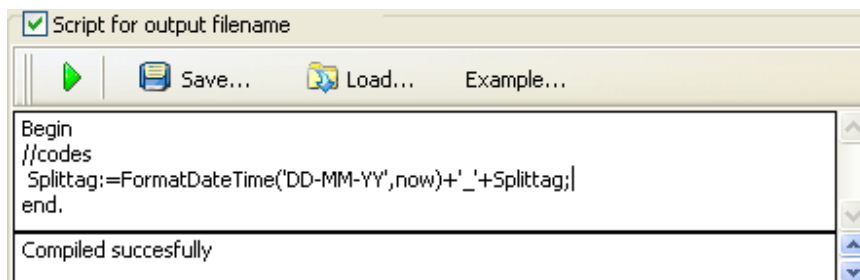 Script for output filename
Save... Load... Example...
Begin
//codes
Splittag:=FormatDateTime('DD-MM-YY',now)+'_'+Splittag;
end.
Compiled succesfully